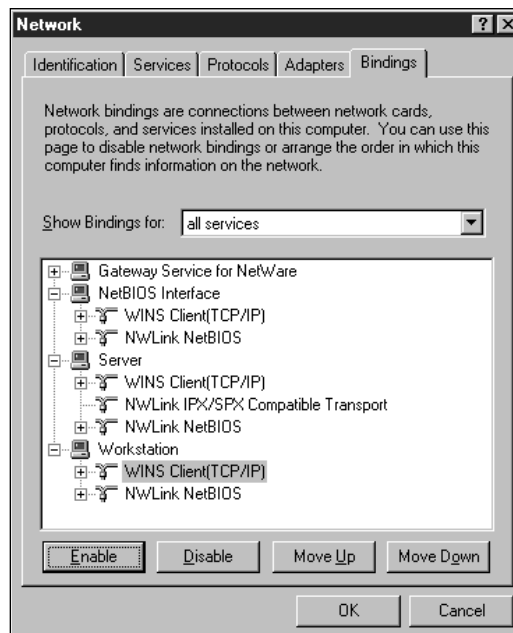 Network
Identification Services Protocols Adapters Bindings
Network bindings are connections between network cards,
protocols, and services installed on this computer. You can use this
page to disable network bindings or arrange the order in which this
computer finds information on the network.
Show Bindings for: all services
Gateway Service for NetWare
NetBIOS Interface
WINS Client(TCP/IP)
NWLink NetBIOS
Server
WINS Client(TCP/IP)
NWLink IPX/SPX Compatible Transport
NWLink NetBIOS
Workstation
WINS Client(TCP/IP)
NWLink NetBIOS
Enable Disable Move Up Move Down
OK Cancel